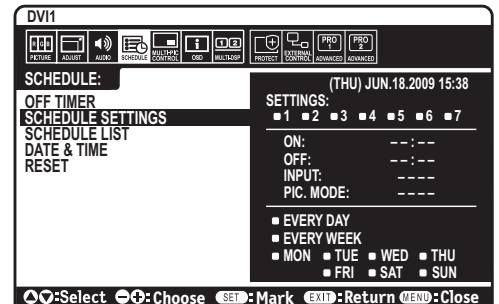 DVI1
RGB
PRO 1 PRO 2
PICTURE ADJUST AUDIO SCHEDULE MULTI-PIC CONTROL OSD MULTI-DSP PROTECT EXTERNAL CONTROL ADVANCED ADVANCED
SCHEDULE:
OFF TIMER
SCHEDULE SETTINGS
SCHEDULE LIST
DATE & TIME
RESET
(THU) JUN.18.2009 15:38
SETTINGS:
1 2 3 4 5 6 7
ON: --:--
OFF: --:--
INPUT: ----
PIC. MODE: ----
EVERY DAY
EVERY WEEK
MON TUE WED THU
FRI SAT SUN
:Select :Choose SET:Mark EXIT:Return MENU:Close